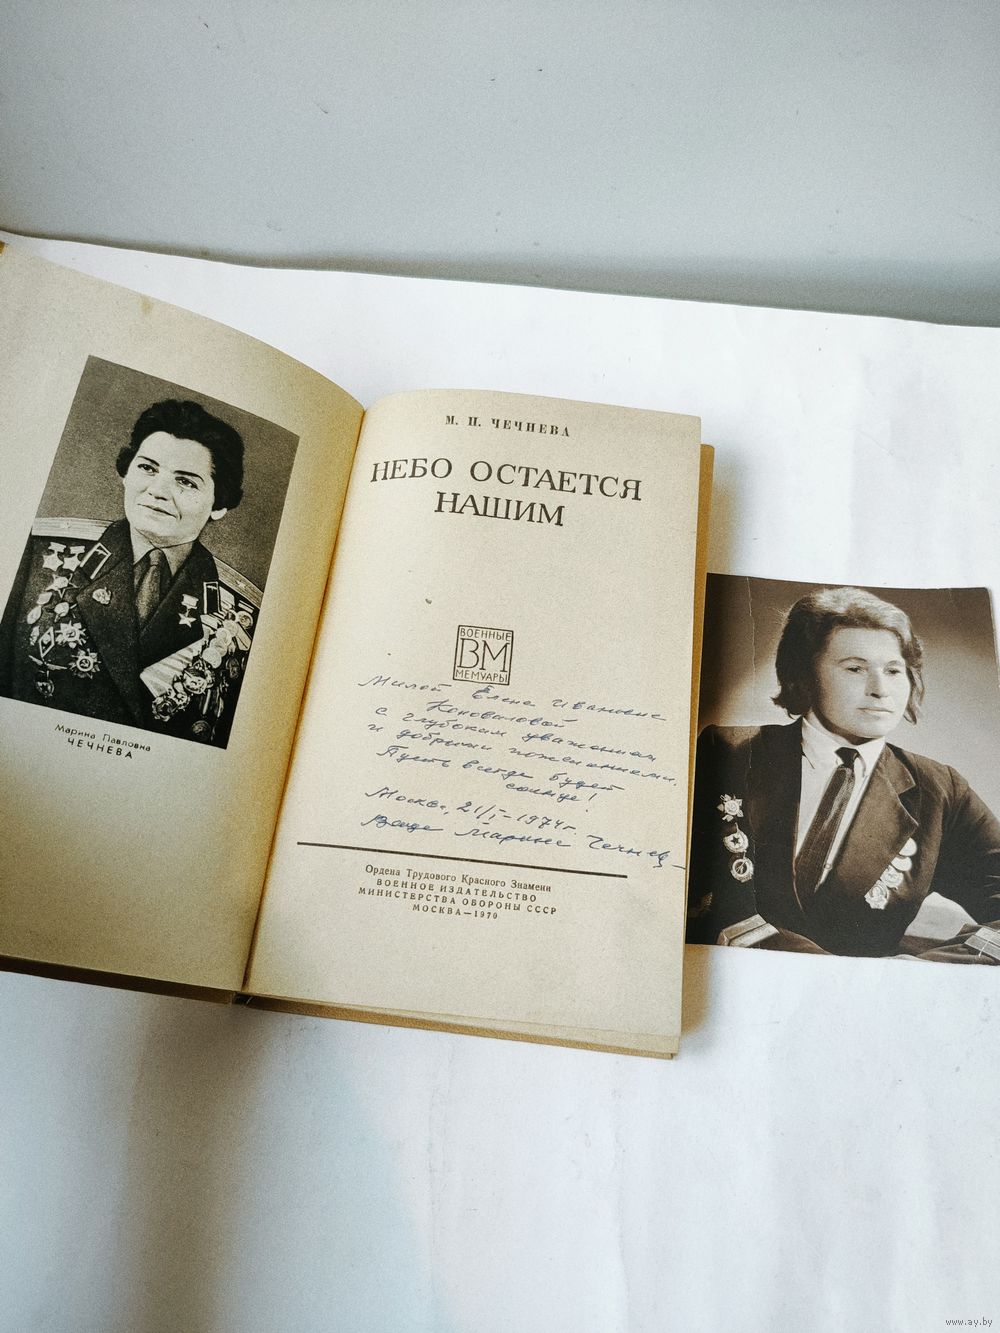 Марина Павловна
ЧЕЧНЕВА
М. П. ЧЕЧНЕВА
НЕБО ОСТАЕТСЯ
НАШИМ
ВОЕННЫЕ
ВМ
МЕМУАРЫ
Милой Елене Ивановне
Коноваловой
с глубоким уважением
и добрыми пожеланиями.
Пусть всегда будет
солнце!
Москва, 21/I-1974г.
Ваша Марина Чечнева
Ордена Трудового Красного Знамени
ВОЕННОЕ ИЗДАТЕЛЬСТВО
МИНИСТЕРСТВА ОБОРОНЫ СССР
МОСКВА—1970
www.ay.by